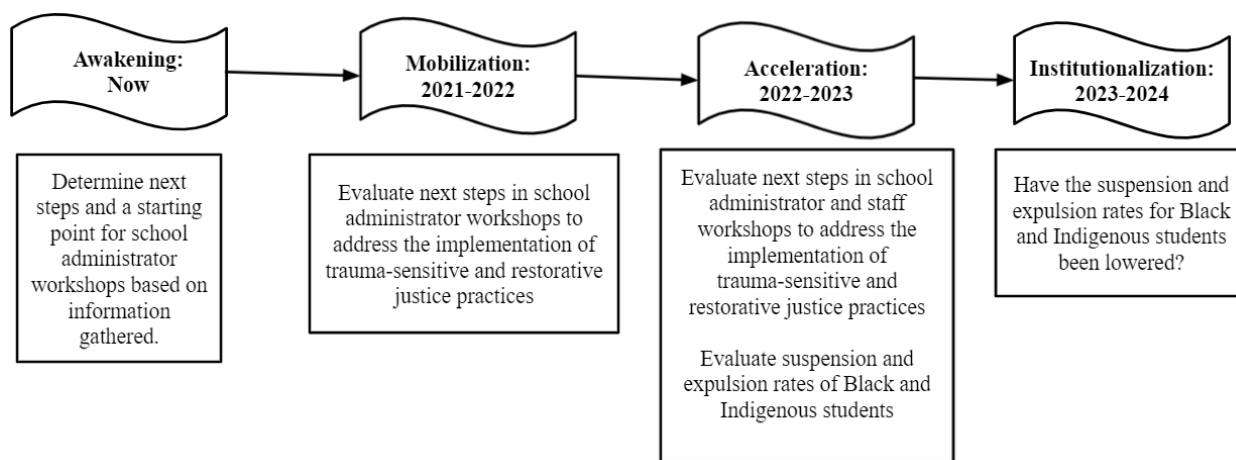 Awakening:
Now
Mobilization:
2021-2022
Acceleration:
2022-2023
Institutionalization:
2023-2024
Determine next
steps and a starting
point for school
administrator
workshops based on
information
gathered.
Evaluate next steps in school
administrator workshops to
address the implementation of
trauma-sensitive and restorative
justice practices
Evaluate next steps in school
administrator and staff
workshops to address the
implementation of
trauma-sensitive and
restorative justice practices
Evaluate suspension and
expulsion rates of Black and
Indigenous students
Have the suspension and
expulsion rates for Black
and Indigenous students
been lowered?